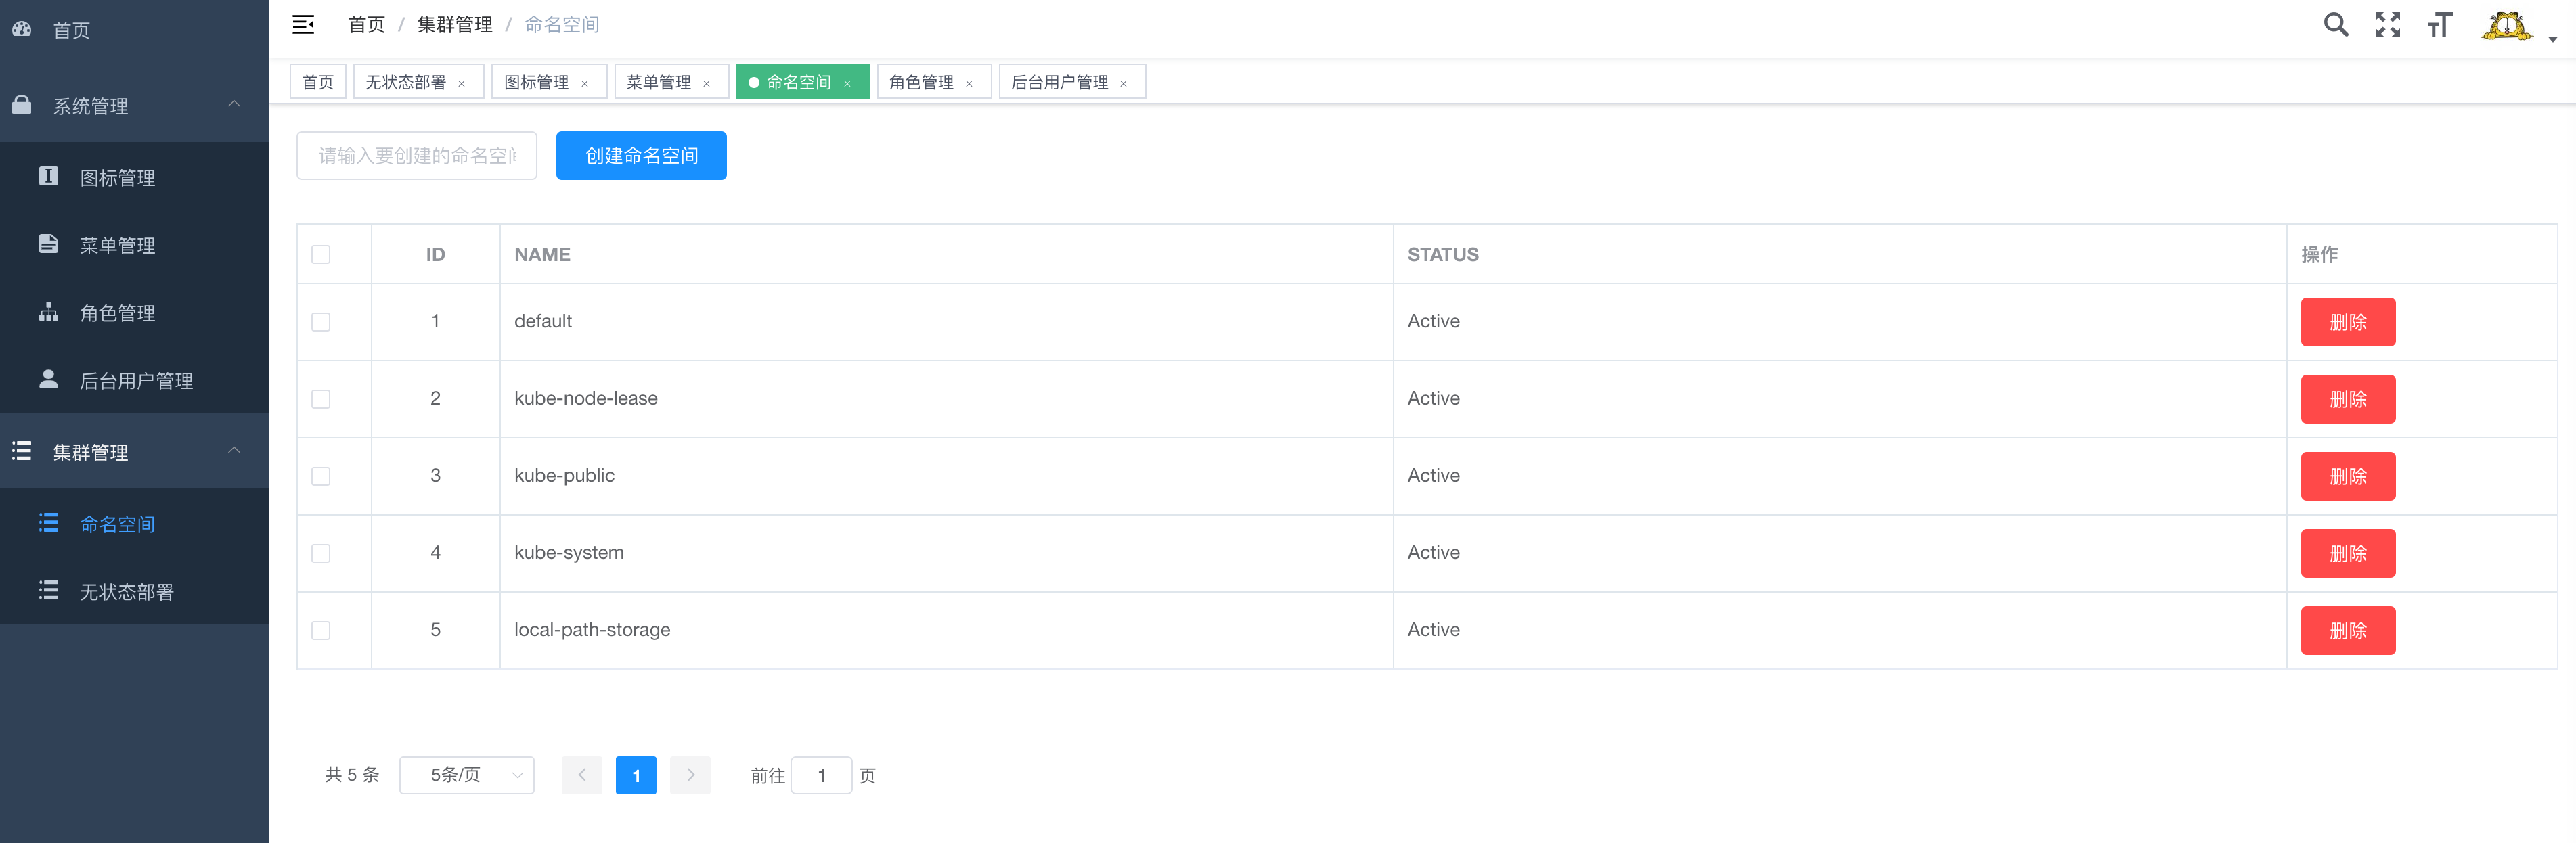 首页
系统管理
图标管理
菜单管理
角色管理
后台用户管理
集群管理
命名空间
无状态部署
首页 / 集群管理 / 命名空间
首页 无状态部署 × 图标管理 × 菜单管理 × 命名空间 × 角色管理 × 后台用户管理 ×
请输入要创建的命名空 创建命名空间
ID NAME STATUS 操作
1 default Active 删除
2 kube-node-lease Active 删除
3 kube-public Active 删除
4 kube-system Active 删除
5 local-path-storage Active 删除
共 5 条 5条/页 1 前往 1 页